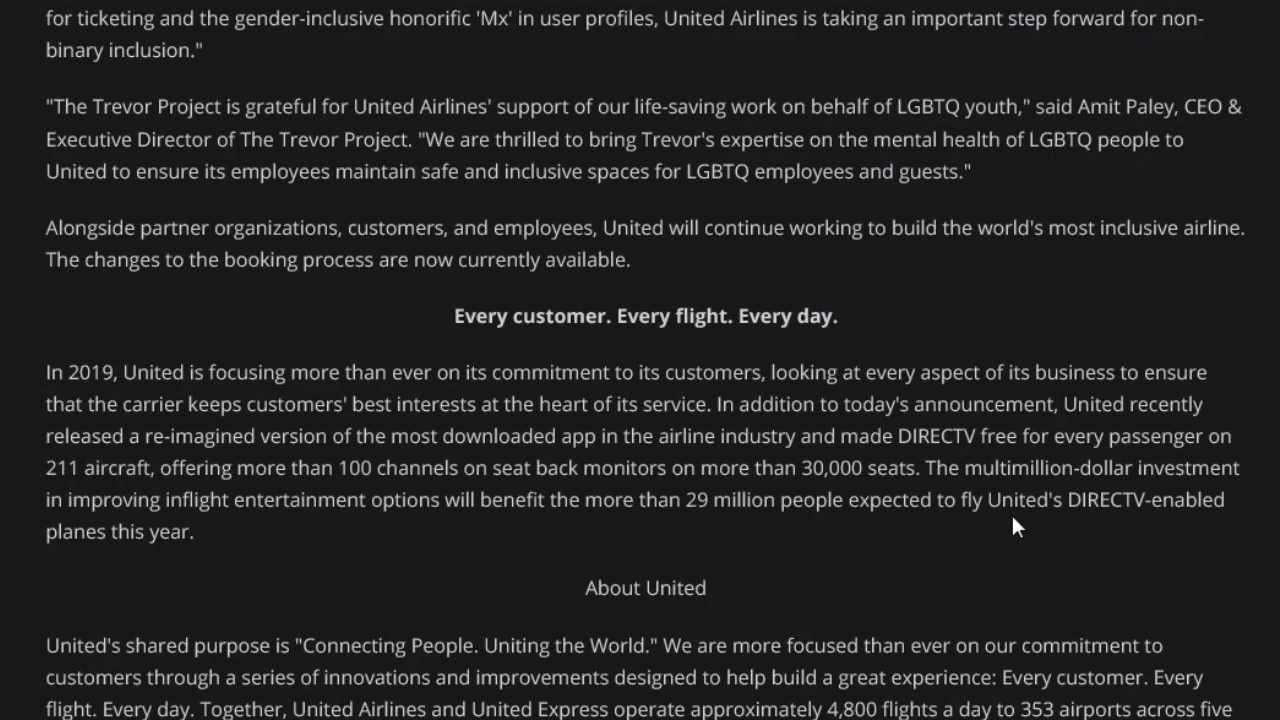 for ticketing and the gender-inclusive honorific 'Mx' in user profiles, United Airlines is taking an important step forward for non-
binary inclusion."
"The Trevor Project is grateful for United Airlines' support of our life-saving work on behalf of LGBTQ youth," said Amit Paley, CEO &
Executive Director of The Trevor Project. "We are thrilled to bring Trevor's expertise on the mental health of LGBTQ people to
United to ensure its employees maintain safe and inclusive spaces for LGBTQ employees and guests."
Alongside partner organizations, customers, and employees, United will continue working to build the world's most inclusive airline.
The changes to the booking process are now currently available.
Every customer. Every flight. Every day.
In 2019, United is focusing more than ever on its commitment to its customers, looking at every aspect of its business to ensure
that the carrier keeps customers' best interests at the heart of its service. In addition to today's announcement, United recently
released a re-imagined version of the most downloaded app in the airline industry and made DIRECTV free for every passenger on
211 aircraft, offering more than 100 channels on seat back monitors on more than 30,000 seats. The multimillion-dollar investment
in improving inflight entertainment options will benefit the more than 29 million people expected to fly United's DIRECTV-enabled
planes this year.
About United
United's shared purpose is "Connecting People. Uniting the World." We are more focused than ever on our commitment to
customers through a series of innovations and improvements designed to help build a great experience: Every customer. Every
flight. Every day. Together, United Airlines and United Express operate approximately 4,800 flights a day to 353 airports across five